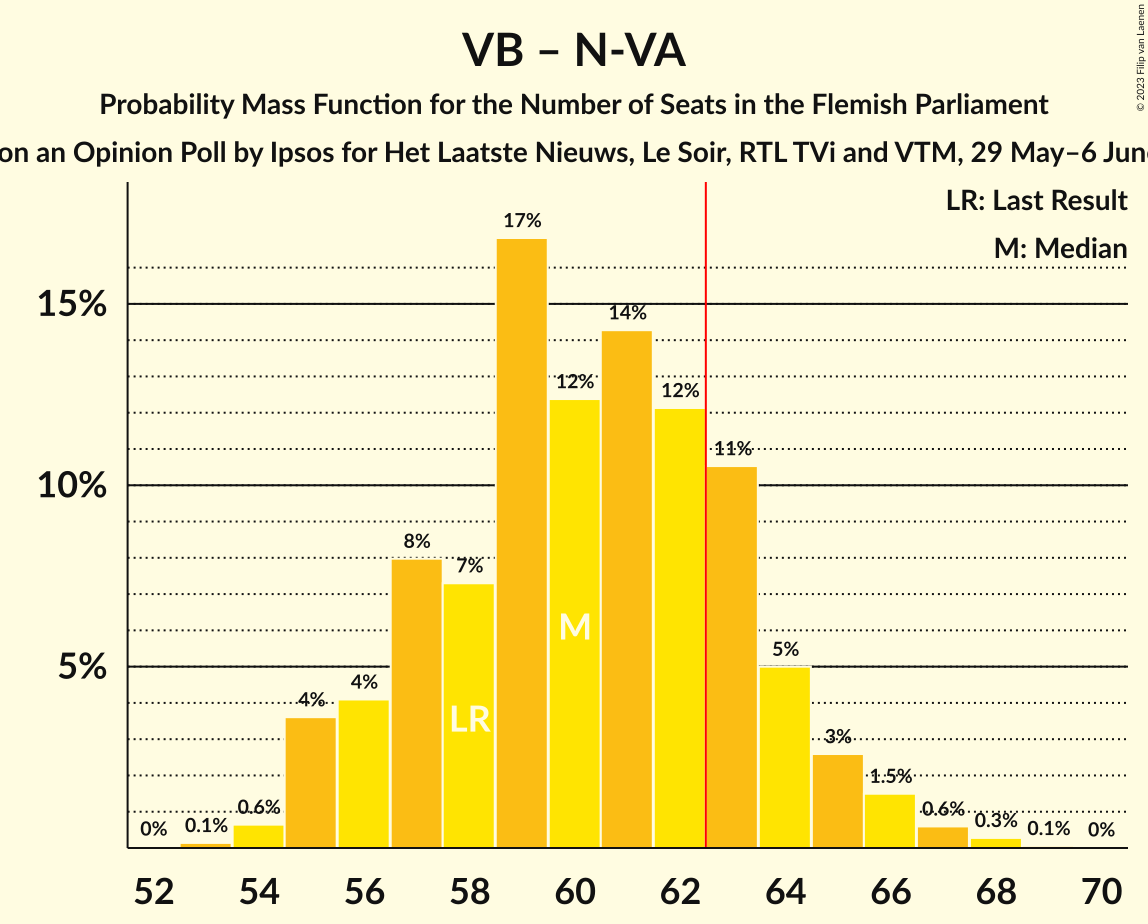 VB – N-VA
Probability Mass Function for the Number of Seats in the Flemish Parliament
on an Opinion Poll by Ipsos for Het Laatste Nieuws, Le Soir, RTL TVi and VTM, 29 May–6 Jun
© 2023 Filip van Laenen
LR: Last Result
M: Median
17%
15%
14%
12%
12%
11%
10%
8%
7%
M
5%
5%
4%
4%
LR
3%
1.5%
0.6%
0.6%
0.3%
0%
0.1%
0.1%
0%
52 54 56 58 60 62 64 66 68 70